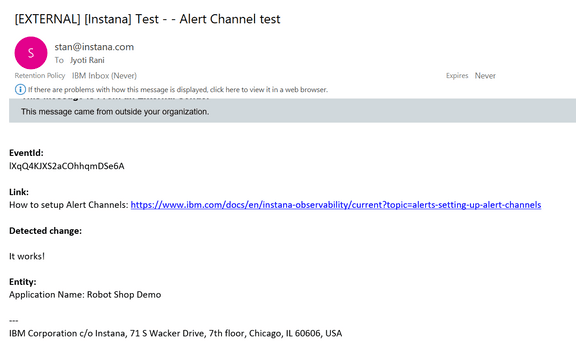 [EXTERNAL] [Instana] Test - - Alert Channel test
S
stan@instana.com
To Jyoti Rani
Retention Policy IBM Inbox (Never)
Expires Never
If there are problems with how this message is displayed, click here to view it in a web browser.
This message came from outside your organization.
EventId:
lXqQ4KJXS2aCOhhqmDSe6A
Link:
How to setup Alert Channels: https://www.ibm.com/docs/en/instana-observability/current?topic=alerts-setting-up-alert-channels
Detected change:
It works!
Entity:
Application Name: Robot Shop Demo
---
IBM Corporation c/o Instana, 71 S Wacker Drive, 7th floor, Chicago, IL 60606, USA